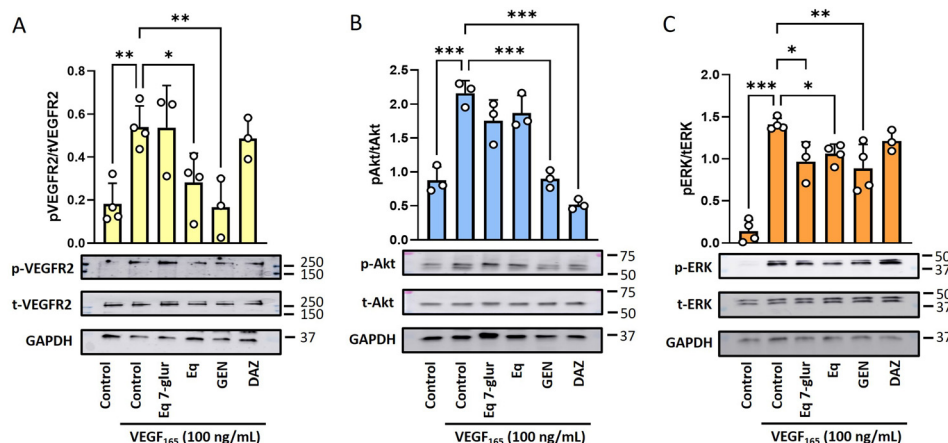 A
** **
*
pVEGFR2/tVEGFR2
0.8
0.6
0.4
0.2
0.0
p-VEGFR2
250
150
t-VEGFR2
250
150
GAPDH
37
Control
Control
Eq 7-glur
Eq
GEN
DAZ
VEGF₁₆₅ (100 ng/mL)
B
***
*** ***
pAkt/tAkt
2.5
2.0
1.5
1.0
0.5
0.0
p-Akt
75
50
t-Akt
75
50
GAPDH
37
Control
Control
Eq 7-glur
Eq
GEN
DAZ
VEGF₁₆₅ (100 ng/mL)
C
**
*
*** *
pERK/tERK
2.0
1.5
1.0
0.5
0.0
p-ERK
50
37
t-ERK
50
37
GAPDH
37
Control
Control
Eq 7-glur
Eq
GEN
DAZ
VEGF₁₆₅ (100 ng/mL)